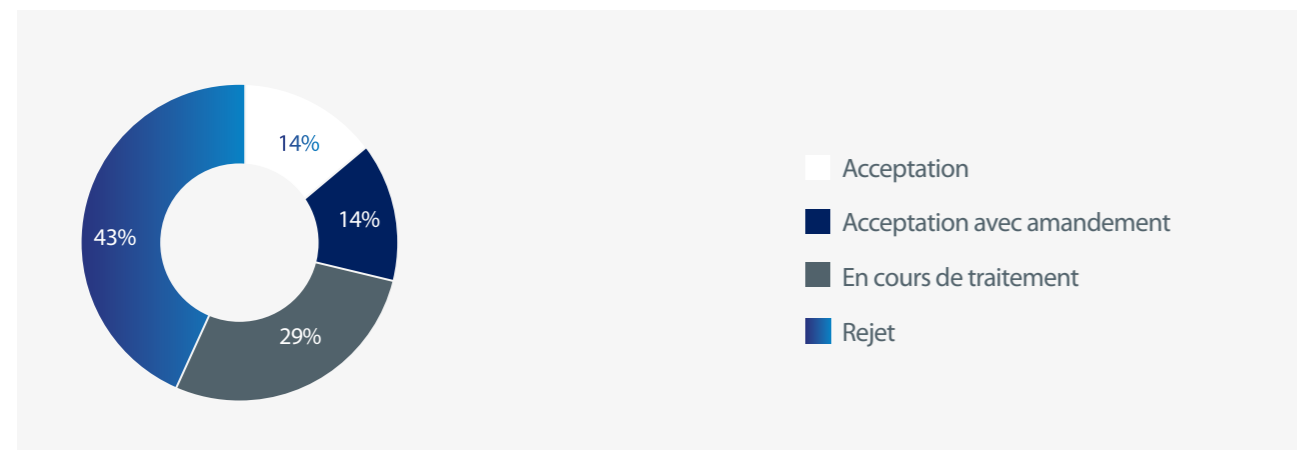 14%
14%
43%
29%
Acceptation
Acceptation avec amandement
En cours de traitement
Rejet